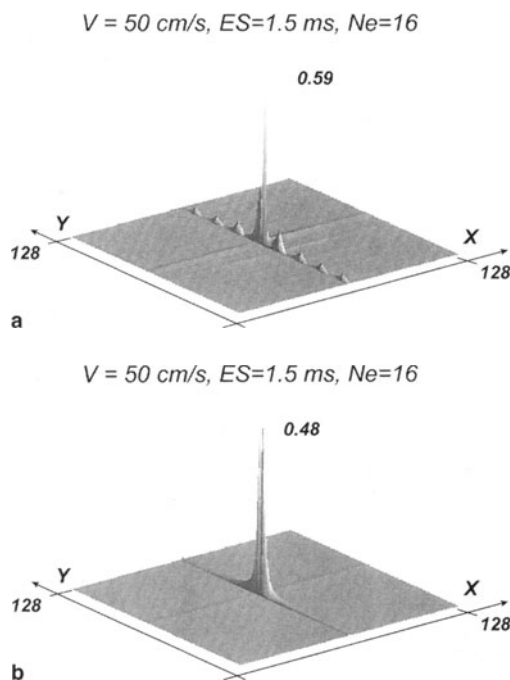 V = 50 cm/s, ES=1.5 ms, Ne=16
0.59
Y
X
128
128
a
V = 50 cm/s, ES=1.5 ms, Ne=16
0.48
Y
X
128
128
b